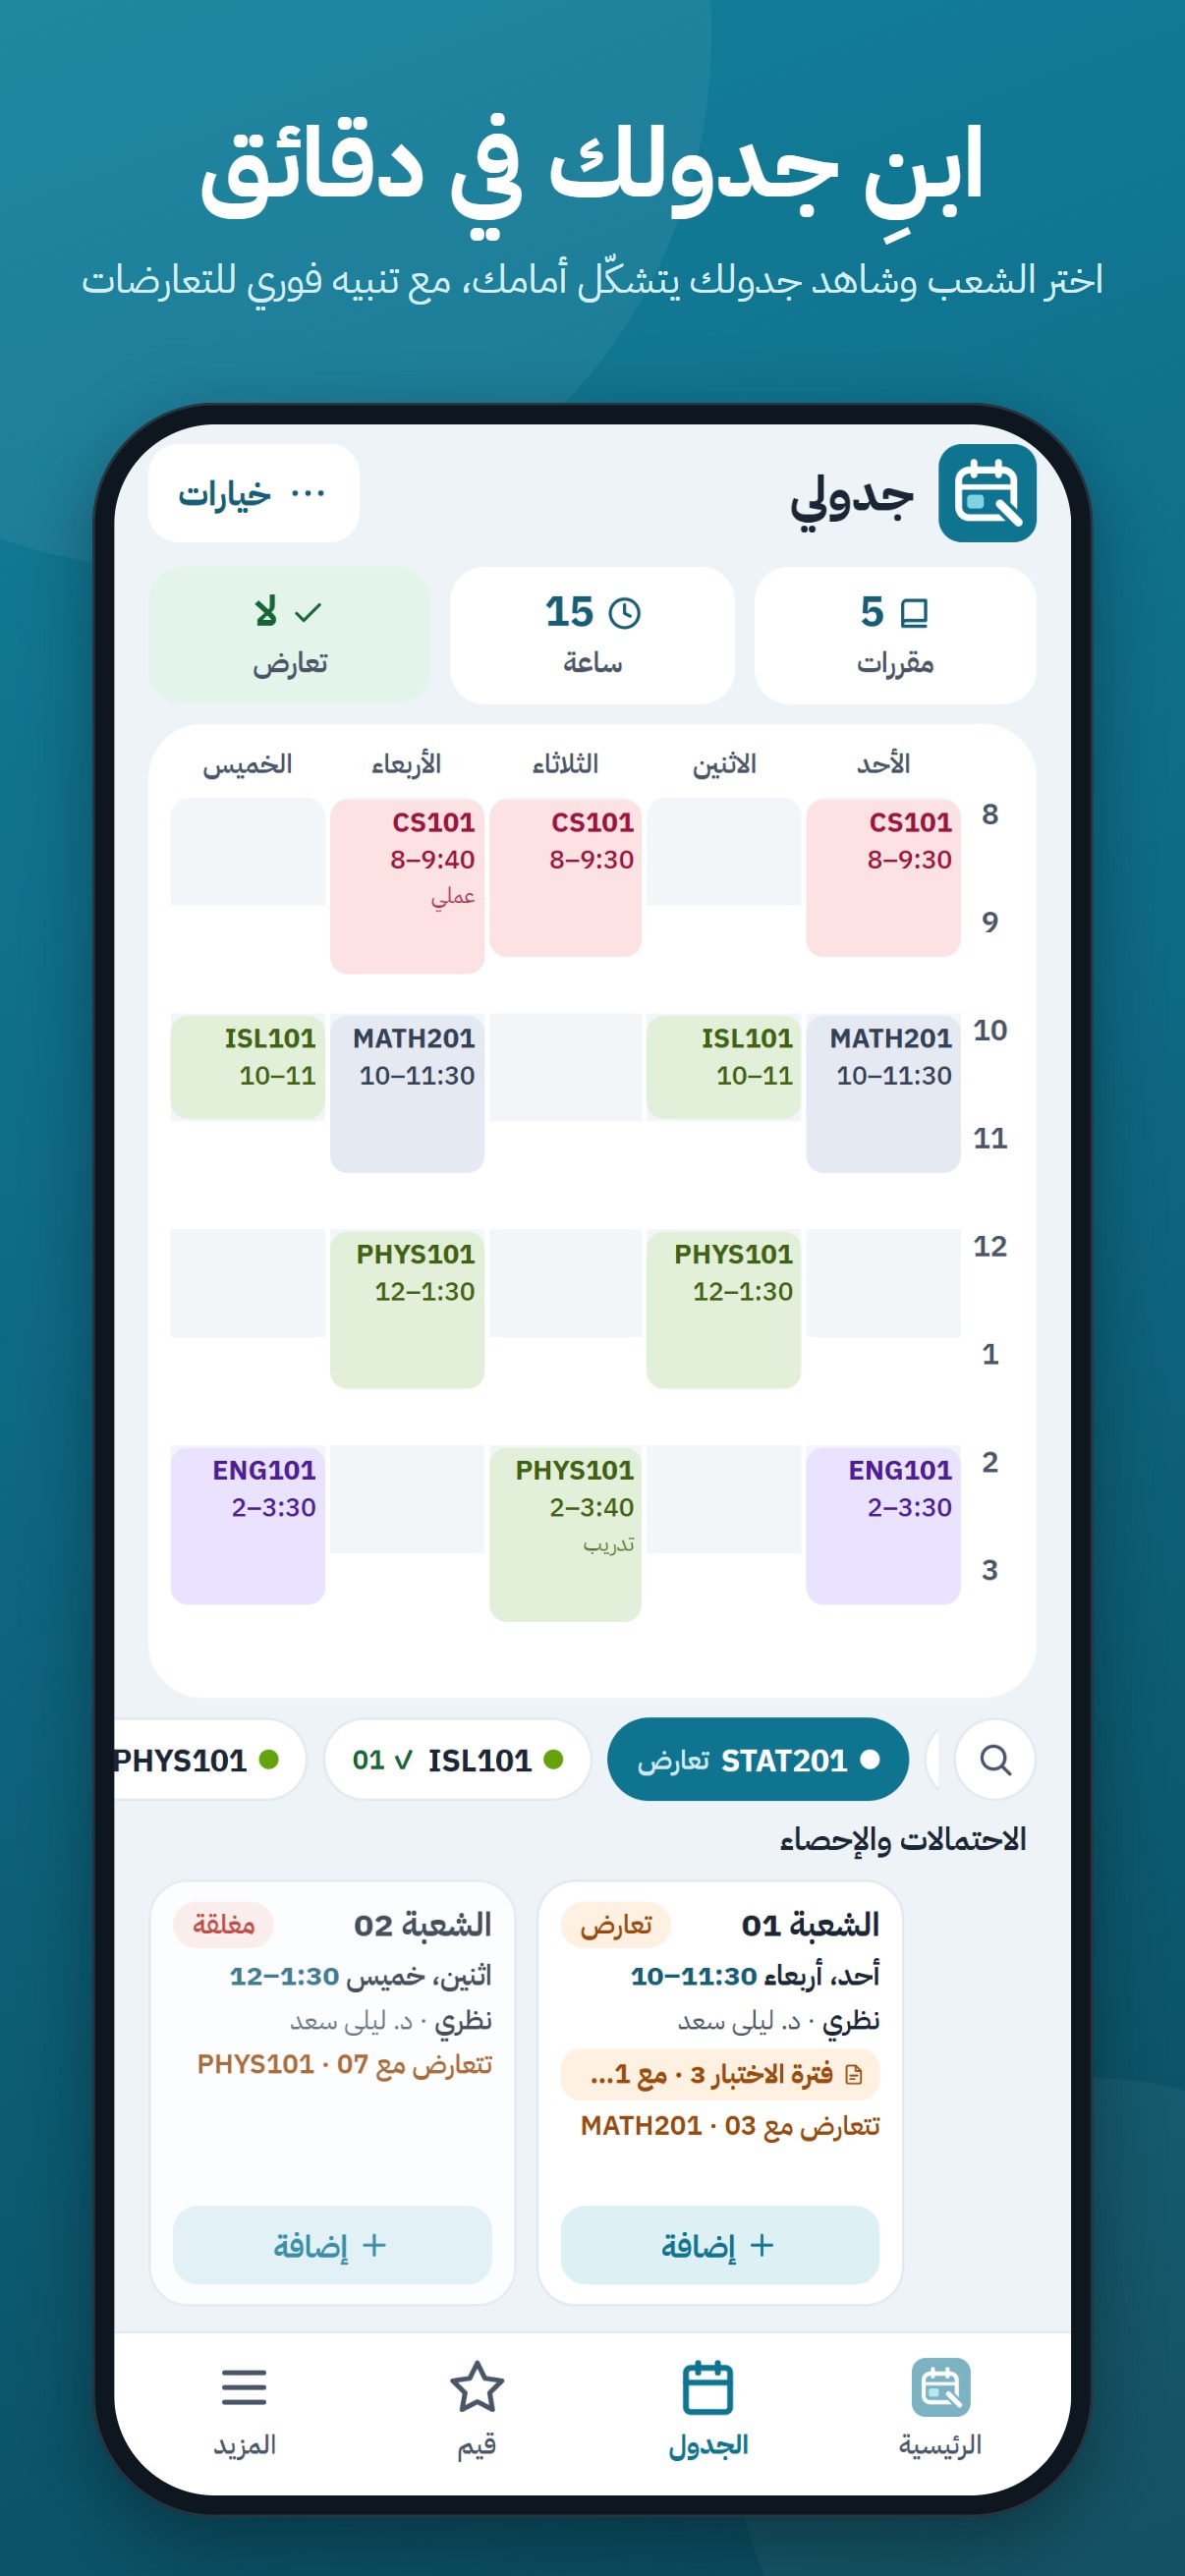 ابنِ جدولك في دقائق
اختر الشعب وشاهد جدولك يتشكّل أمامك، مع تنبيه فوري للتعارضات
جدولي
··· خيارات
5
مقررات
15
ساعة
✓ لا
تعارض
الأحد الاثنين الثلاثاء الأربعاء الخميس
8
CS101
8–9:30
CS101
8–9:30
CS101
8–9:40
عملي
9
10
MATH201
10–11:30
ISL101
10–11
MATH201
10–11:30
ISL101
10–11
11
12
PHYS101
12–1:30
PHYS101
12–1:30
1
2
ENG101
2–3:30
PHYS101
2–3:40
تدريب
ENG101
2–3:30
3
STAT201 تعارض
ISL101 ✓ 01
PHYS101
الاحتمالات والإحصاء
الشعبة 01 تعارض
أحد، أربعاء 10–11:30
نظري · د. ليلى سعد
فترة الاختبار 3 · مع 1...
تتعارض مع MATH201 · 03
+ إضافة
الشعبة 02 مغلقة
اثنين، خميس 12–1:30
نظري · د. ليلى سعد
تتعارض مع PHYS101 · 07
+ إضافة
الرئيسية
الجدول
قيم
المزيد